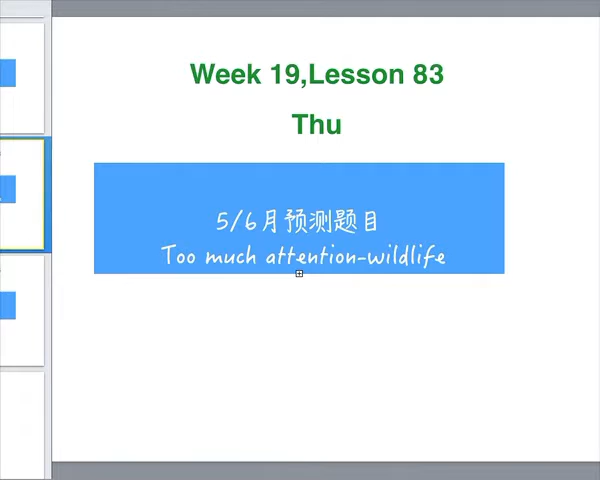 Week 19,Lesson 83
Thu
5/6月预测题目
Too much attention-wildlife